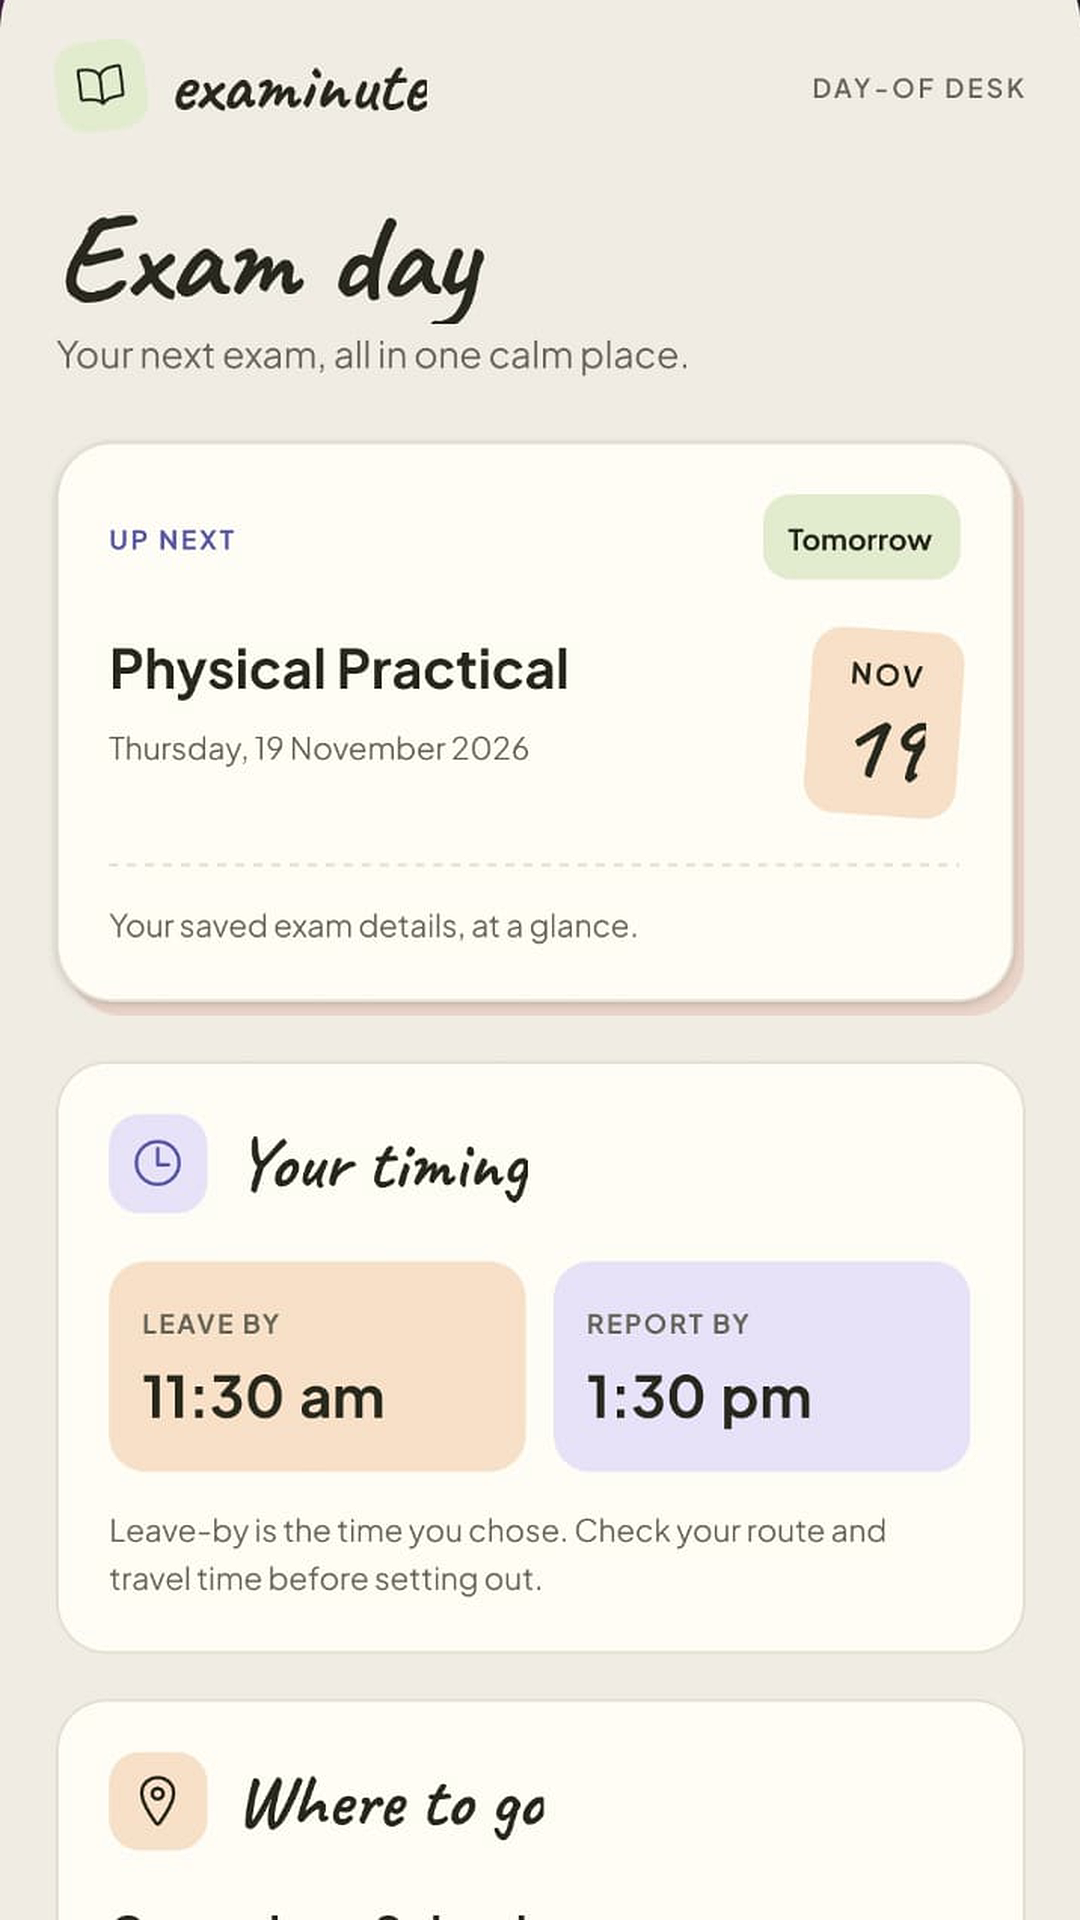 examinute
DAY-OF DESK
Exam day
Your next exam, all in one calm place.
UP NEXT
Tomorrow
Physical Practical
Thursday, 19 November 2026
NOV
19
Your saved exam details, at a glance.
Your timing
LEAVE BY
11:30 am
REPORT BY
1:30 pm
Leave-by is the time you chose. Check your route and
travel time before setting out.
Where to go